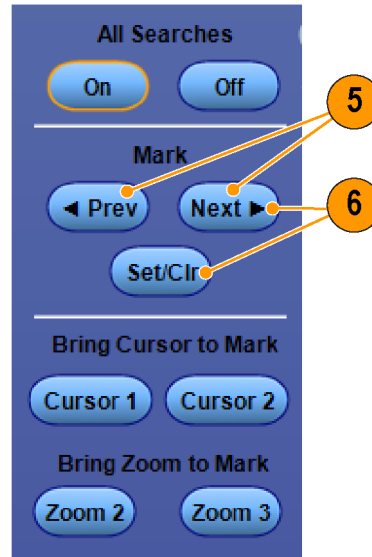 All Searches
On Off
5
Mark
◄ Prev Next ►
6
Set/Clr
Bring Cursor to Mark
Cursor 1 Cursor 2
Bring Zoom to Mark
Zoom 2 Zoom 3